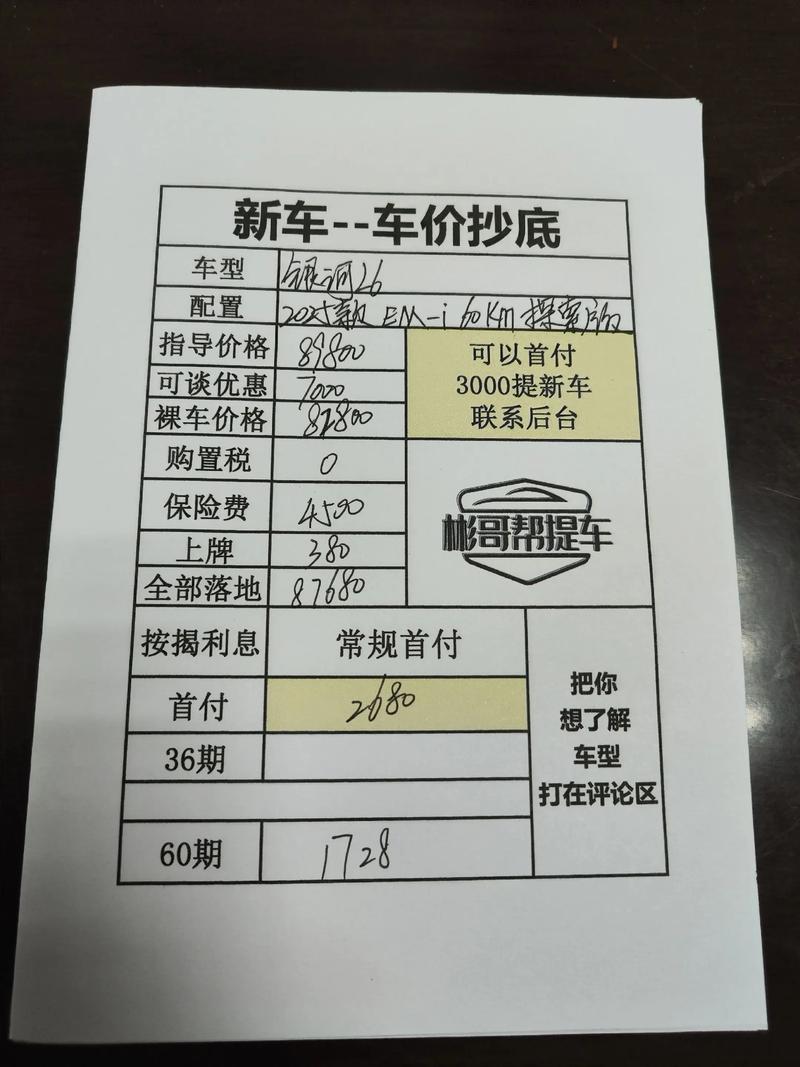 新车--车价抄底
车型 银河L6
配置 2025款 EM-i 60Km 探索版
指导价格 89800
可谈优惠 7000
裸车价格 82800
可以首付
3000提新车
联系后台
购置税 0
保险费 4500
上牌 380
全部落地 87680
彬哥帮提车
按揭利息 常规首付
首付 2680
36期
60期 1728
把你
想了解
车型
打在评论区